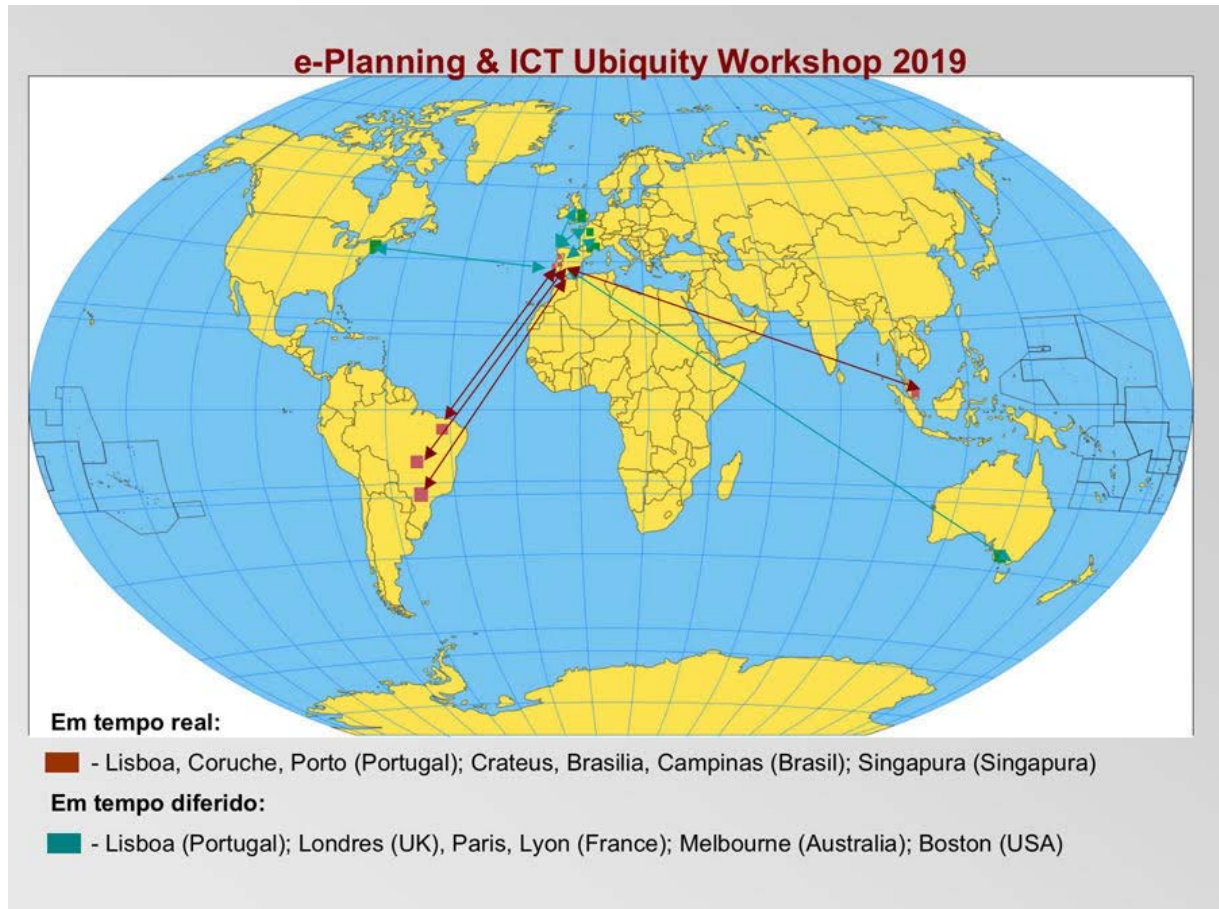 e-Planning & ICT Ubiquity Workshop 2019
Em tempo real:
- Lisboa, Coruche, Porto (Portugal); Crateus, Brasilia, Campinas (Brasil); Singapura (Singapura)
Em tempo diferido:
- Lisboa (Portugal); Londres (UK), Paris, Lyon (France); Melbourne (Australia); Boston (USA)